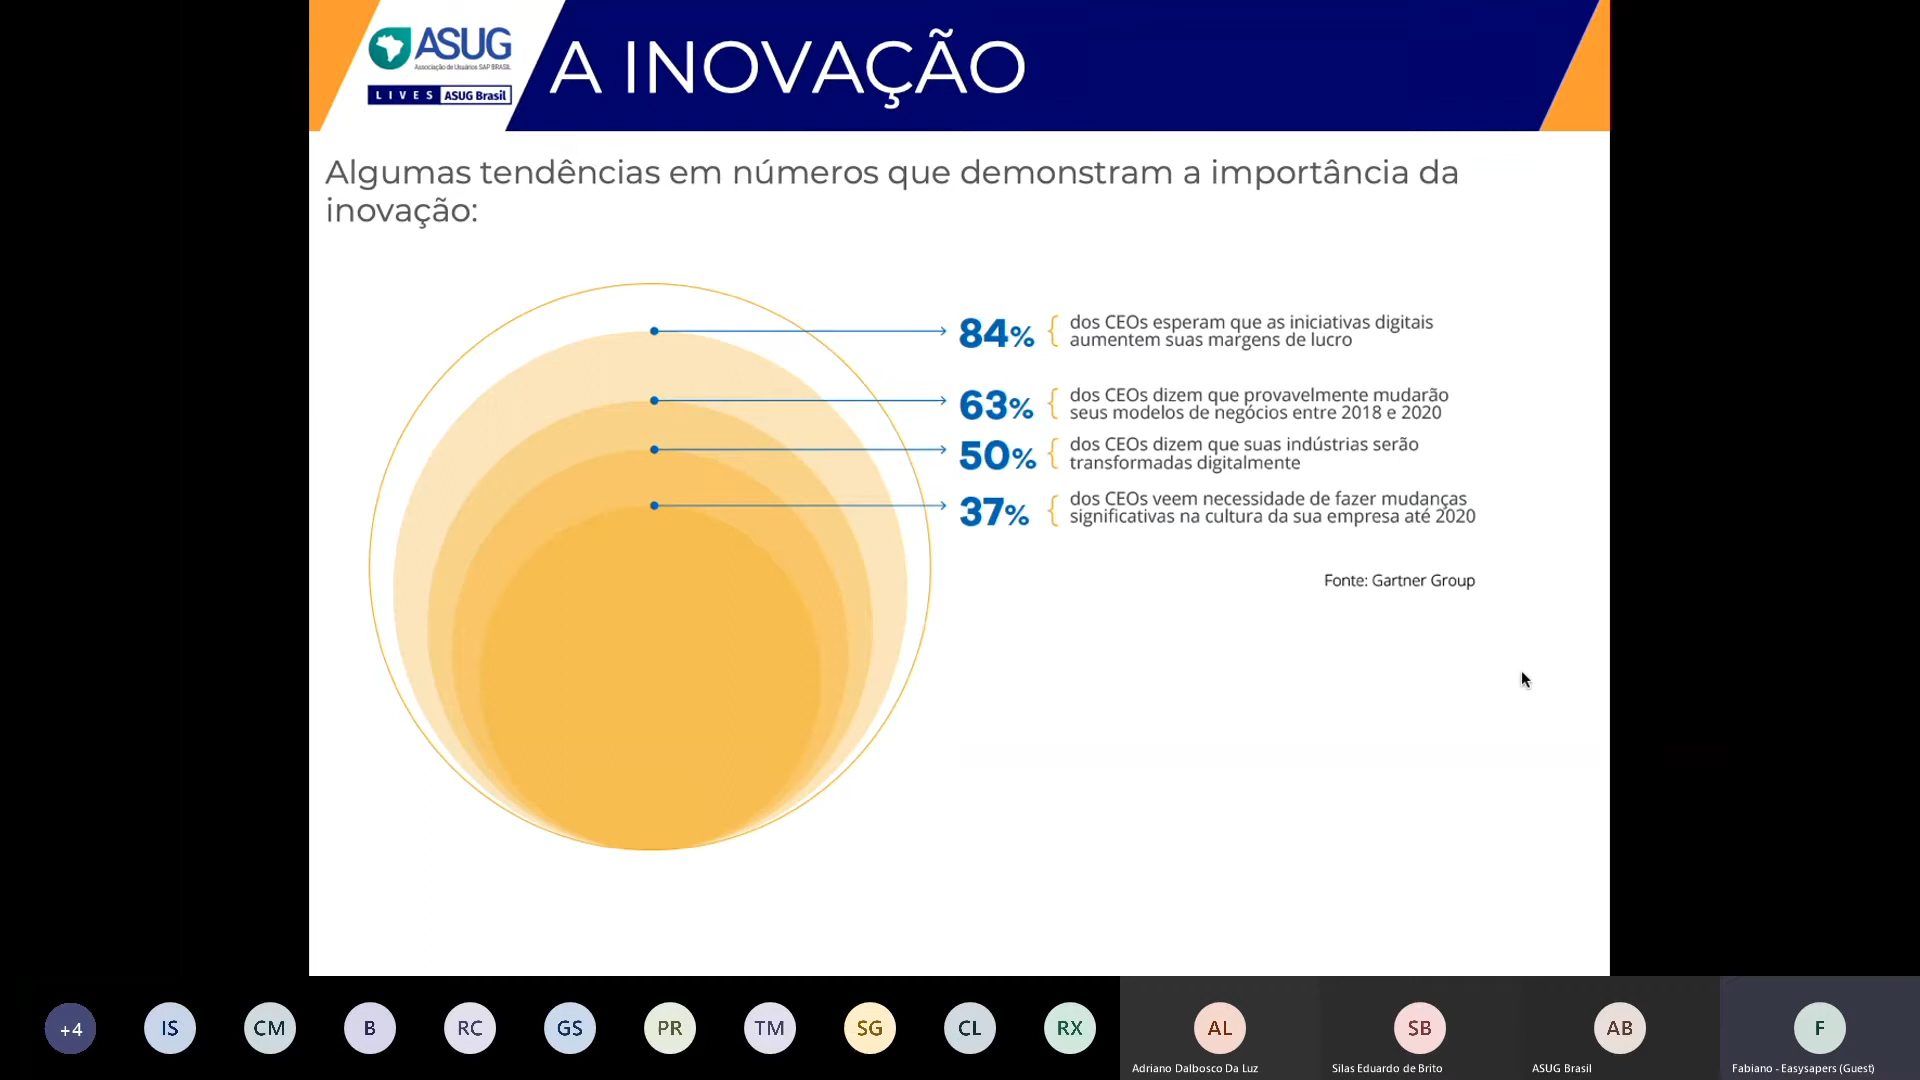 ASUG
Associação de Usuários SAP BRASIL
LIVES ASUG Brasil
A INOVAÇÃO
Algumas tendências em números que demonstram a importância da
inovação:
84%
dos CEOs esperam que as iniciativas digitais
aumentem suas margens de lucro
63%
dos CEOs dizem que provavelmente mudarão
seus modelos de negócios entre 2018 e 2020
50%
dos CEOs dizem que suas indústrias serão
transformadas digitalmente
37%
dos CEOs veem necessidade de fazer mudanças
significativas na cultura da sua empresa até 2020
Fonte: Gartner Group
+4
IS
CM
B
RC
GS
PR
TM
SG
CL
RX
AL
SB
AB
F
Adriano Dalbosco Da Luz
Silas Eduardo de Brito
ASUG Brasil
Fabiano - Easysapers (Guest)